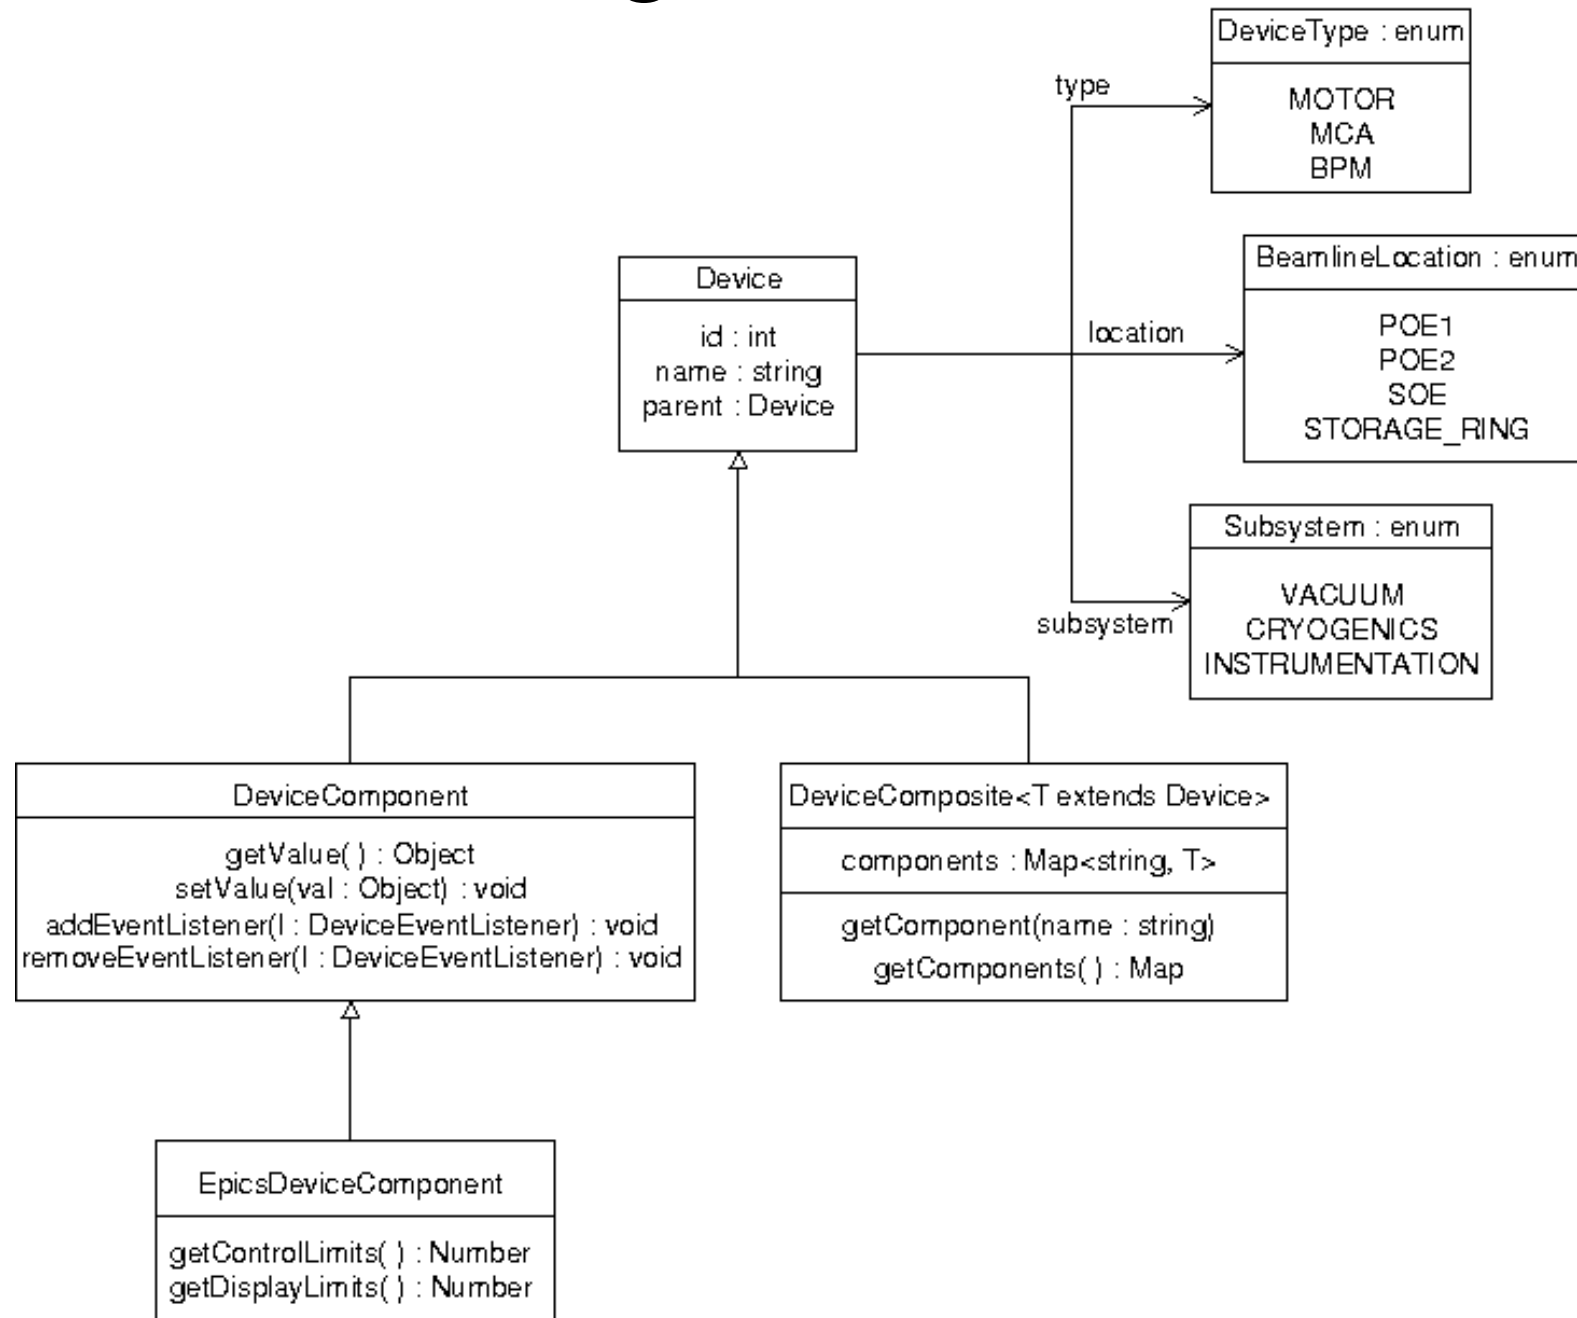 DeviceType : enum
MOTOR
MCA
BPM
type
BeamlineLocation : enum
POE1
POE2
SOE
STORAGE_RING
location
Device
id : int
name : string
parent : Device
Subsystem : enum
VACUUM
CRYOGENICS
INSTRUMENTATION
subsystem
DeviceComponent
getValue( ) : Object
setValue(val : Object) : void
addEventListener(l : DeviceEventListener) : void
removeEventListener(l : DeviceEventListener) : void
DeviceComposite<T extends Device>
components : Map<string, T>
getComponent(name : string)
getComponents( ) : Map
EpicsDeviceComponent
getControlLimits( ) : Number
getDisplayLimits( ) : Number